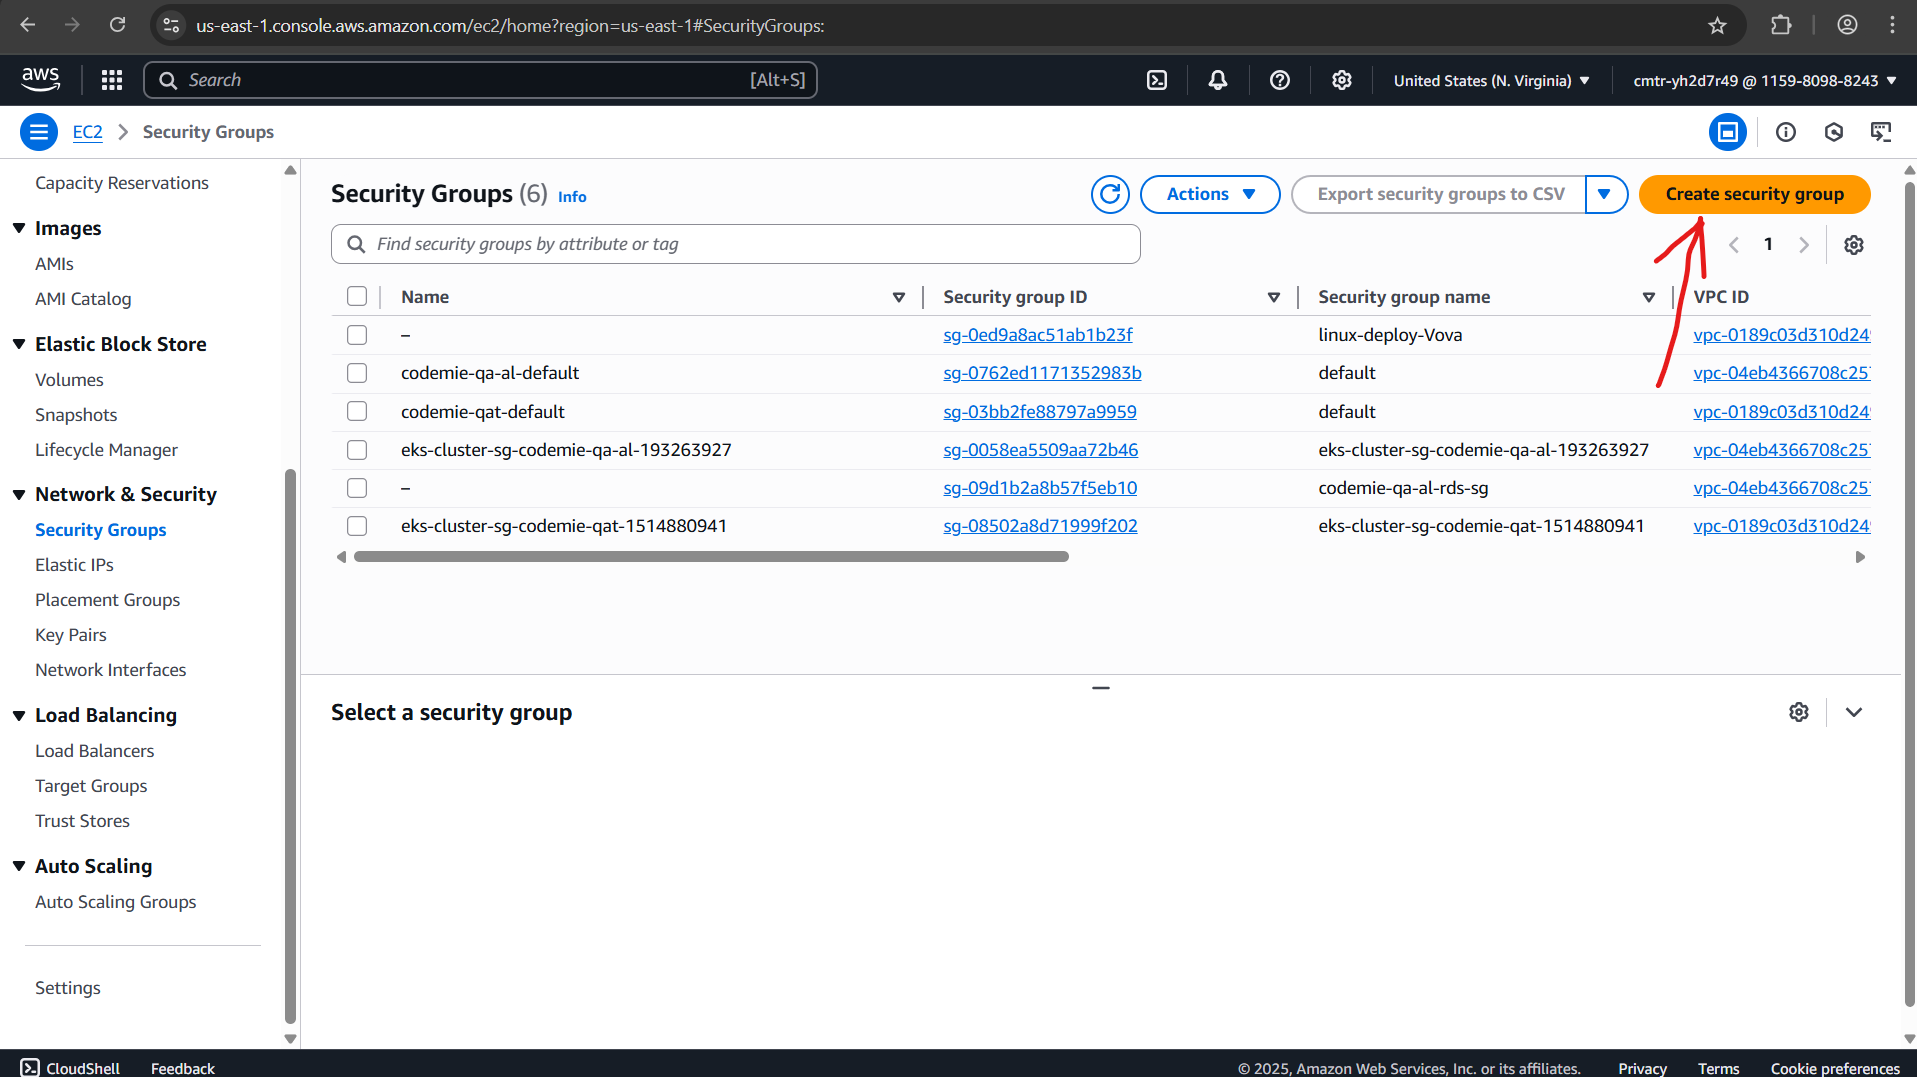 us-east-1.console.aws.amazon.com/ec2/home?region=us-east-1#SecurityGroups:
aws
Search
[Alt+S]
United States (N. Virginia)
cmtr-yh2d7r49 @ 1159-8098-8243
EC2
Security Groups
Capacity Reservations
Images
AMIs
AMI Catalog
Elastic Block Store
Volumes
Snapshots
Lifecycle Manager
Network & Security
Security Groups
Elastic IPs
Placement Groups
Key Pairs
Network Interfaces
Load Balancing
Load Balancers
Target Groups
Trust Stores
Auto Scaling
Auto Scaling Groups
Settings
Security Groups (6) Info
Actions
Export security groups to CSV
Create security group
Find security groups by attribute or tag
1
Name Security group ID Security group name VPC ID
– sg-0ed9a8ac51ab1b23f linux-deploy-Vova vpc-0189c03d310d24
codemie-qa-al-default sg-0762ed1171352983b default vpc-04eb4366708c25
codemie-qat-default sg-03bb2fe88797a9959 default vpc-0189c03d310d24
eks-cluster-sg-codemie-qa-al-193263927 sg-0058ea5509aa72b46 eks-cluster-sg-codemie-qa-al-193263927 vpc-04eb4366708c25
– sg-09d1b2a8b57f5eb10 codemie-qa-al-rds-sg vpc-04eb4366708c25
eks-cluster-sg-codemie-qat-1514880941 sg-08502a8d71999f202 eks-cluster-sg-codemie-qat-1514880941 vpc-0189c03d310d24
Select a security group
CloudShell
Feedback
© 2025, Amazon Web Services, Inc. or its affiliates.
Privacy
Terms
Cookie preferences